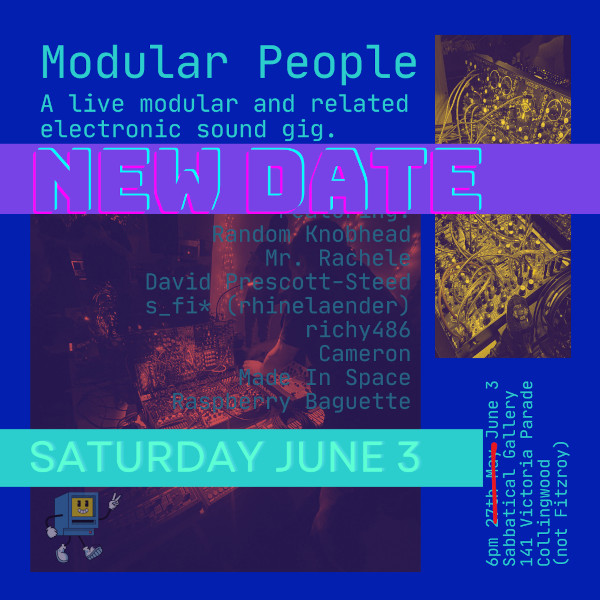 Modular People
A live modular and related
electronic sound gig.
NEW DATE
Featuring:
Random Knobhead
Mr. Rachele
David Prescott-Steed
s_fi* (rhinelaender)
richy486
Cameron
Made In Space
Raspberry Baguette
SATURDAY JUNE 3
6pm 27th May June 3
Sabbatical Gallery
141 Victoria Parade
Collingwood
(not Fitzroy)